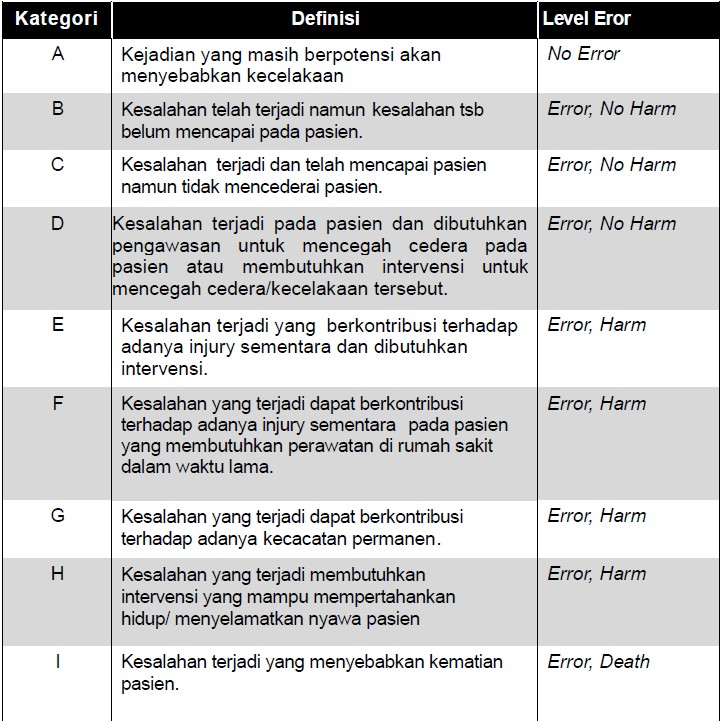 Kategori Definisi Level Eror
A Kejadian yang masih berpotensi akan No Error
menyebabkan kecelakaan
B Kesalahan telah terjadi namun kesalahan tsb Error, No Harm
belum mencapai pada pasien.
C Kesalahan terjadi dan telah mencapai pasien Error, No Harm
namun tidak mencederai pasien.
D Kesalahan terjadi pada pasien dan dibutuhkan Error, No Harm
pengawasan untuk mencegah cedera pada
pasien atau membutuhkan intervensi untuk
mencegah cedera/kecelakaan tersebut.
E Kesalahan terjadi yang berkontribusi terhadap Error, Harm
adanya injury sementara dan dibutuhkan
intervensi.
F Kesalahan yang terjadi dapat berkontribusi Error, Harm
terhadap adanya injury sementara pada pasien
yang membutuhkan perawatan di rumah sakit
dalam waktu lama.
G Kesalahan yang terjadi dapat berkontribusi Error, Harm
terhadap adanya kecacatan permanen.
H Kesalahan yang terjadi membutuhkan Error, Harm
intervensi yang mampu mempertahankan
hidup/ menyelamatkan nyawa pasien
I Kesalahan terjadi yang menyebabkan kematian Error, Death
pasien.